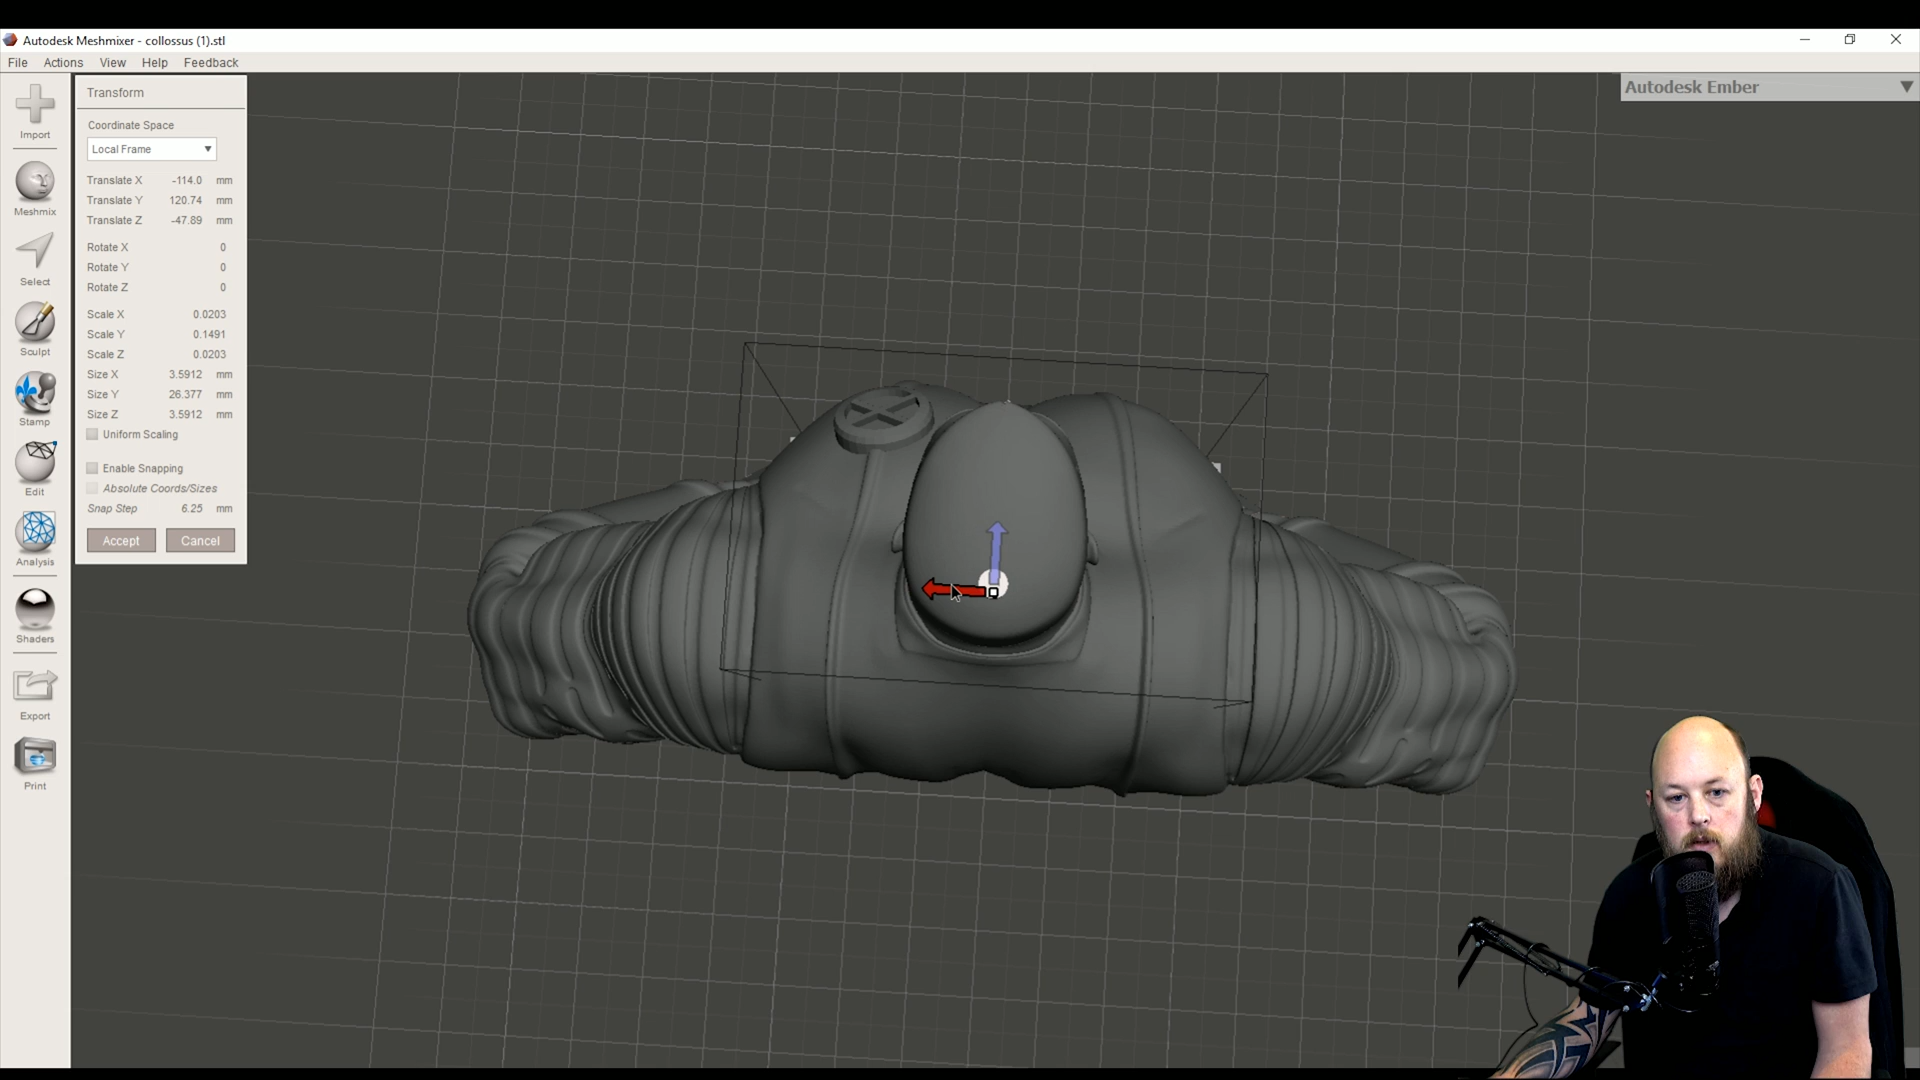 Autodesk Meshmixer - collossus (1).stl
File Actions View Help Feedback
Autodesk Ember
Import
Meshmix
Select
Sculpt
Stamp
Edit
Analysis
Shaders
Export
Print
Transform
Coordinate Space
Local Frame
Translate X -114.0 mm
Translate Y 120.74 mm
Translate Z -47.89 mm
Rotate X 0
Rotate Y 0
Rotate Z 0
Scale X 0.0203
Scale Y 0.1491
Scale Z 0.0203
Size X 3.5912 mm
Size Y 26.377 mm
Size Z 3.5912 mm
Uniform Scaling
Enable Snapping
Absolute Coords/Sizes
Snap Step 6.25 mm
Accept Cancel